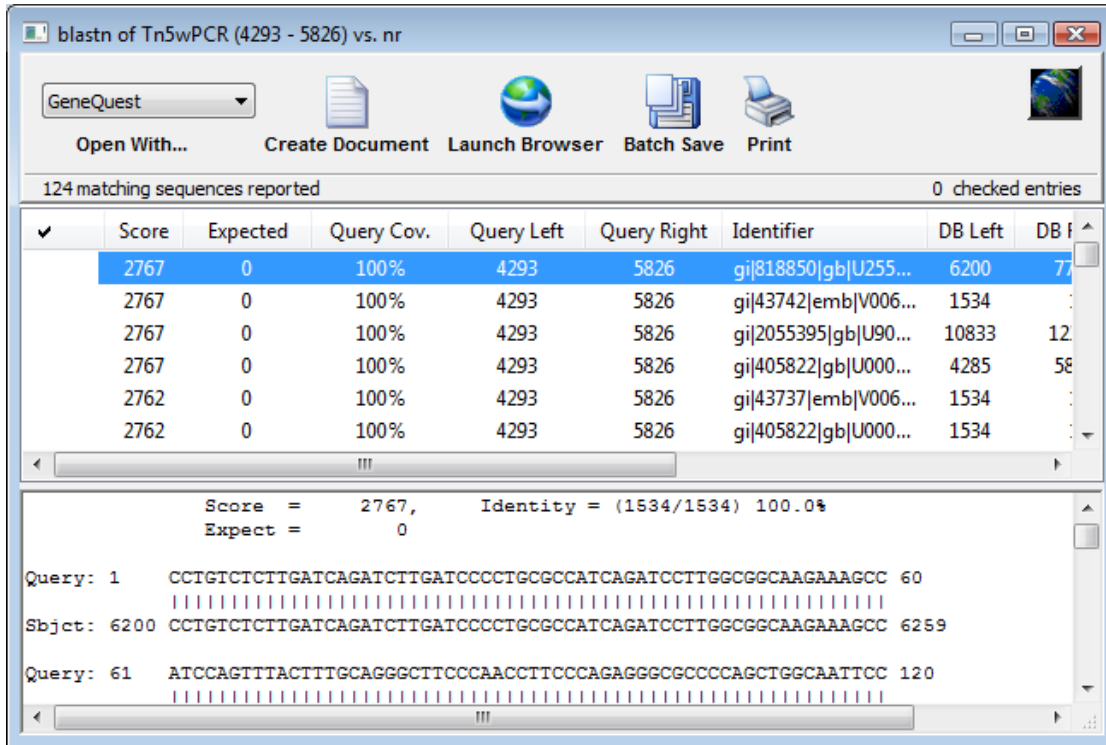 blastn of Tn5wPCR (4293 - 5826) vs. nr
GeneQuest
Open With... Create Document Launch Browser Batch Save Print
124 matching sequences reported 0 checked entries
✔ Score Expected Query Cov. Query Left Query Right Identifier DB Left DB
2767 0 100% 4293 5826 gi|818850|gb|U255... 6200 77
2767 0 100% 4293 5826 gi|43742|emb|V006... 1534
2767 0 100% 4293 5826 gi|2055395|gb|U90... 10833 12
2767 0 100% 4293 5826 gi|405822|gb|U000... 4285 58
2762 0 100% 4293 5826 gi|43737|emb|V006... 1534
2762 0 100% 4293 5826 gi|405822|gb|U000... 1534
Score = 2767, Identity = (1534/1534) 100.0%
Expect = 0
Query: 1 CCTGTCTCTTGATCAGATCTTGATCCCCTGCGCCATCAGATCCTTGGCGGCAAGAAAGCC 60
||||||||||||||||||||||||||||||||||||||||||||||||||||||||||||
Sbjct: 6200 CCTGTCTCTTGATCAGATCTTGATCCCCTGCGCCATCAGATCCTTGGCGGCAAGAAAGCC 6259
Query: 61 ATCCAGTTTACTTTGCAGGGCTTCCCAACCTTCCCAGAGGGCGCCCCAGCTGGCAATTCC 120
||||||||||||||||||||||||||||||||||||||||||||||||||||||||||||